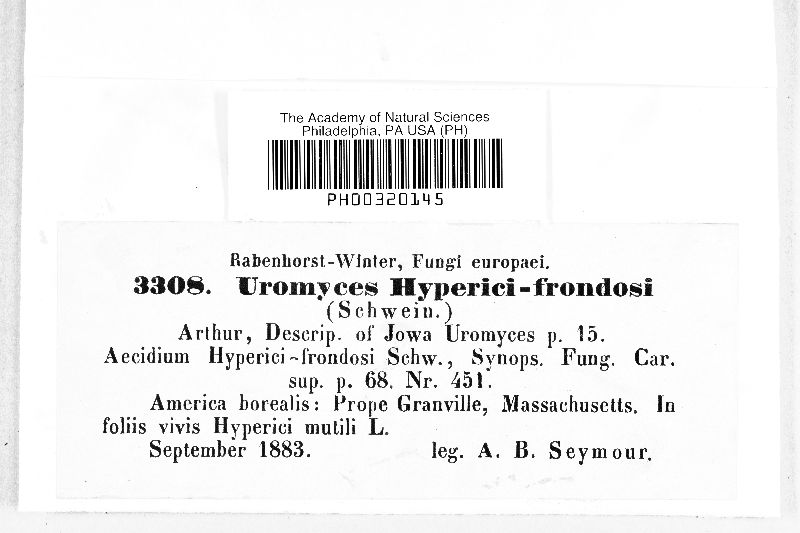 The Academy of Natural Sciences
Philadelphia, PA USA (PH)
PH00320145
Rabenhorst-Winter, Fungi europaei.
3308. Uromyces Hyperici-frondosi
(Schwein.)
Arthur, Descrip. of Jowa Uromyces p. 15.
Aecidium Hyperici-frondosi Schw., Synops. Fung. Car.
sup. p. 68. Nr. 451.
America borealis: Prope Granville, Massachusetts. In
foliis vivis Hyperici mutili L.
September 1883. leg. A. B. Seymour.